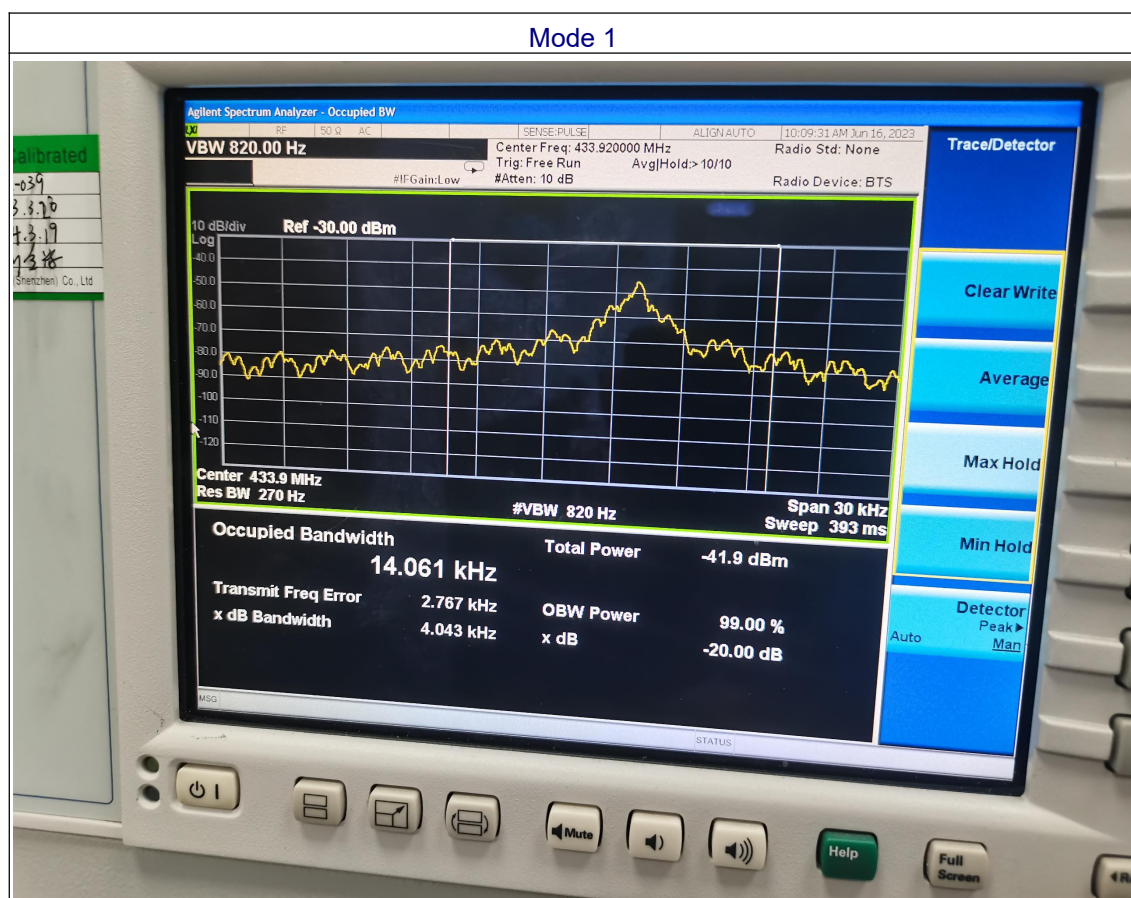 Mode 1
Calibrated
-039
(Shenzhen) Co., Ltd
Agilent Spectrum Analyzer - Occupied BW
LXI RF 50 Ω AC SENSE:PULSE ALIGN AUTO 10:09:31 AM Jun 16, 2023
VBW 820.00 Hz
Center Freq: 433.920000 MHz
Radio Std: None
Trig: Free Run Avg|Hold:> 10/10
#IFGain:Low
#Atten: 10 dB
Radio Device: BTS
10 dB/div Ref -30.00 dBm
Log
-40.0
-50.0
-60.0
-70.0
-80.0
-90.0
-100
-110
-120
Center 433.9 MHz
Span 30 kHz
Res BW 270 Hz
#VBW 820 Hz
Sweep 393 ms
Occupied Bandwidth
14.061 kHz
Total Power -41.9 dBm
Transmit Freq Error 2.767 kHz
OBW Power 99.00 %
x dB Bandwidth 4.043 kHz
x dB -20.00 dB
MSG
STATUS
Trace/Detector
Clear Write
Average
Max Hold
Min Hold
Detector
Peak▶
Auto Man
Mute
Help
Full
Screen